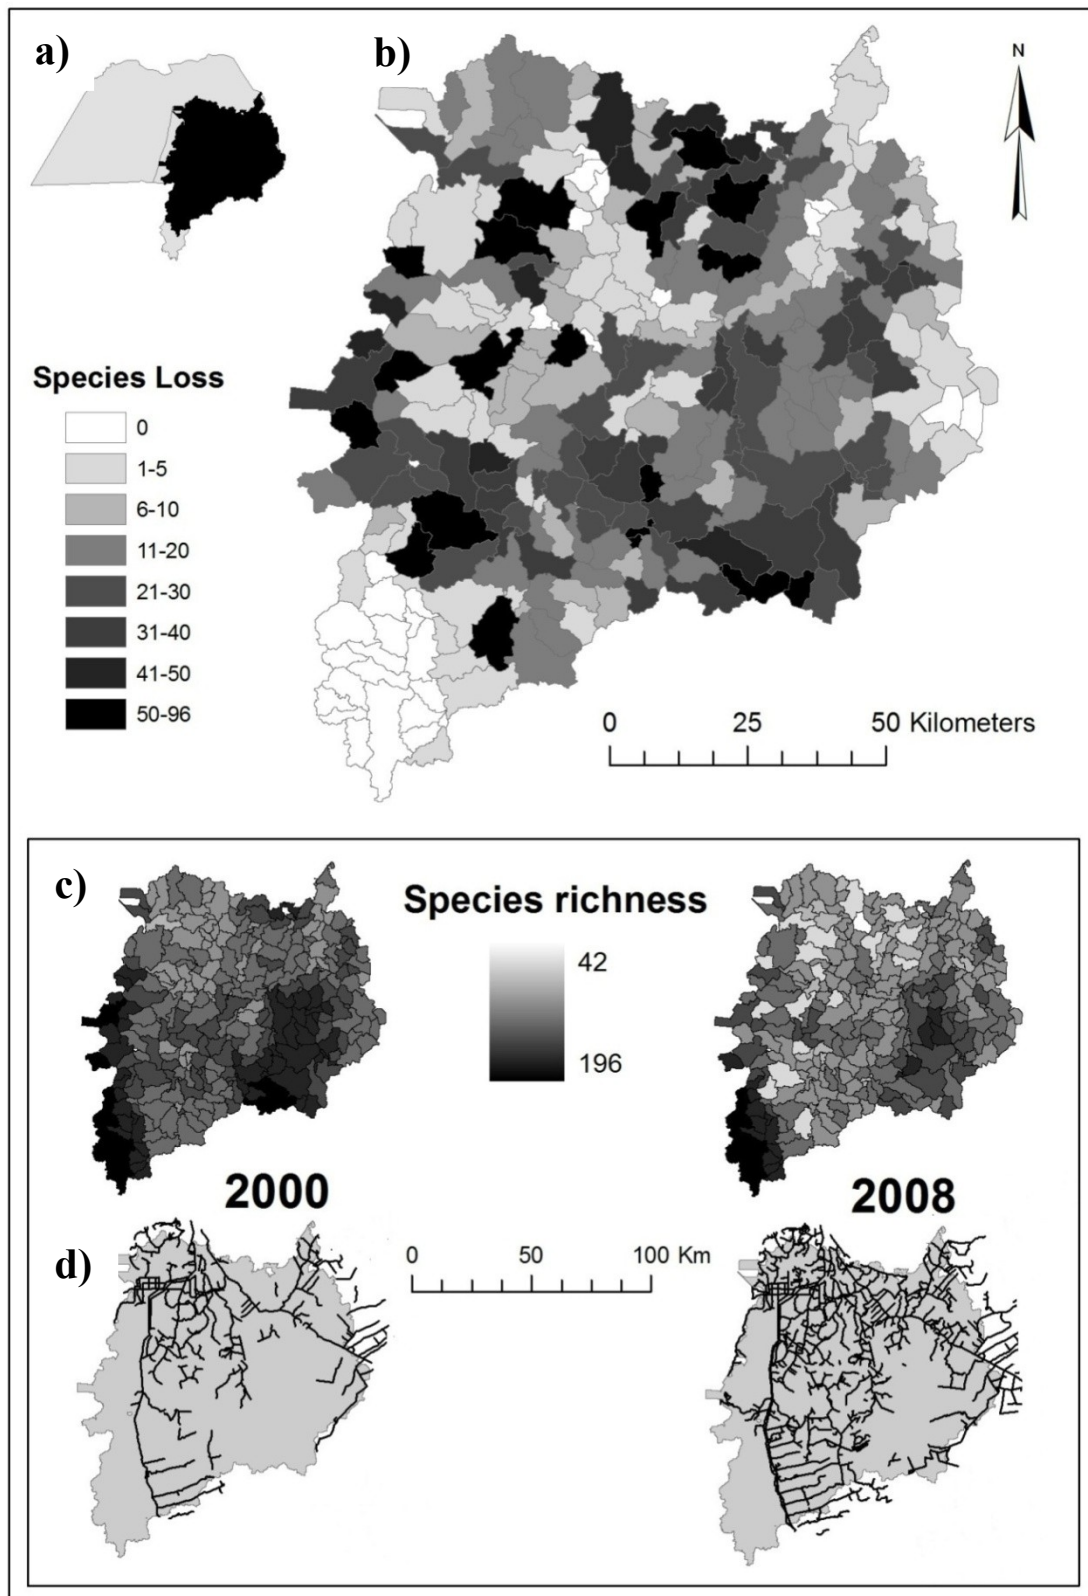 a)
b)
N
Species Loss
0
1-5
6-10
11-20
21-30
31-40
41-50
50-96
0 25 50 Kilometers
c)
Species richness
42
196
2000
2008
d)
0 50 100 Km